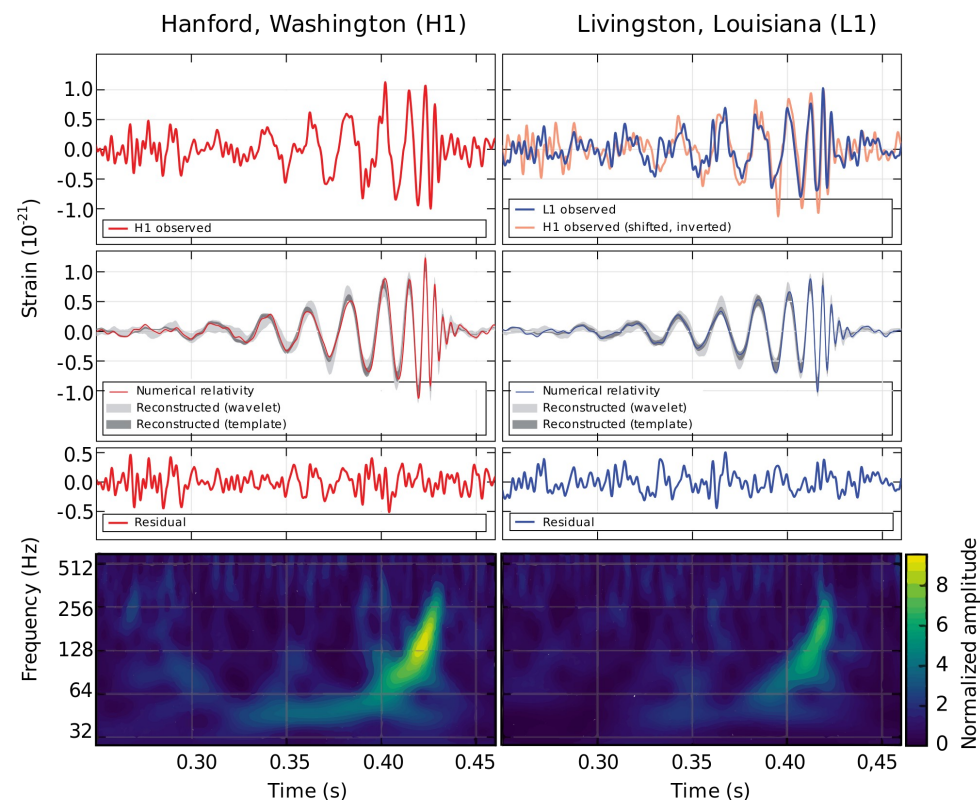 Hanford, Washington (H1)
Livingston, Louisiana (L1)
Strain (10-21)
1.0
0.5
0.0
-0.5
-1.0
H1 observed
L1 observed
H1 observed (shifted, inverted)
1.0
0.5
0.0
-0.5
-1.0
Numerical relativity
Reconstructed (wavelet)
Reconstructed (template)
Numerical relativity
Reconstructed (wavelet)
Reconstructed (template)
0.5
0.0
-0.5
Residual
Residual
Frequency (Hz)
512
256
128
64
32
0.30
0.35
0.40
0.45
Time (s)
0.30
0.35
0.40
0,45
Time (s)
8
6
4
2
0
Normalized amplitude